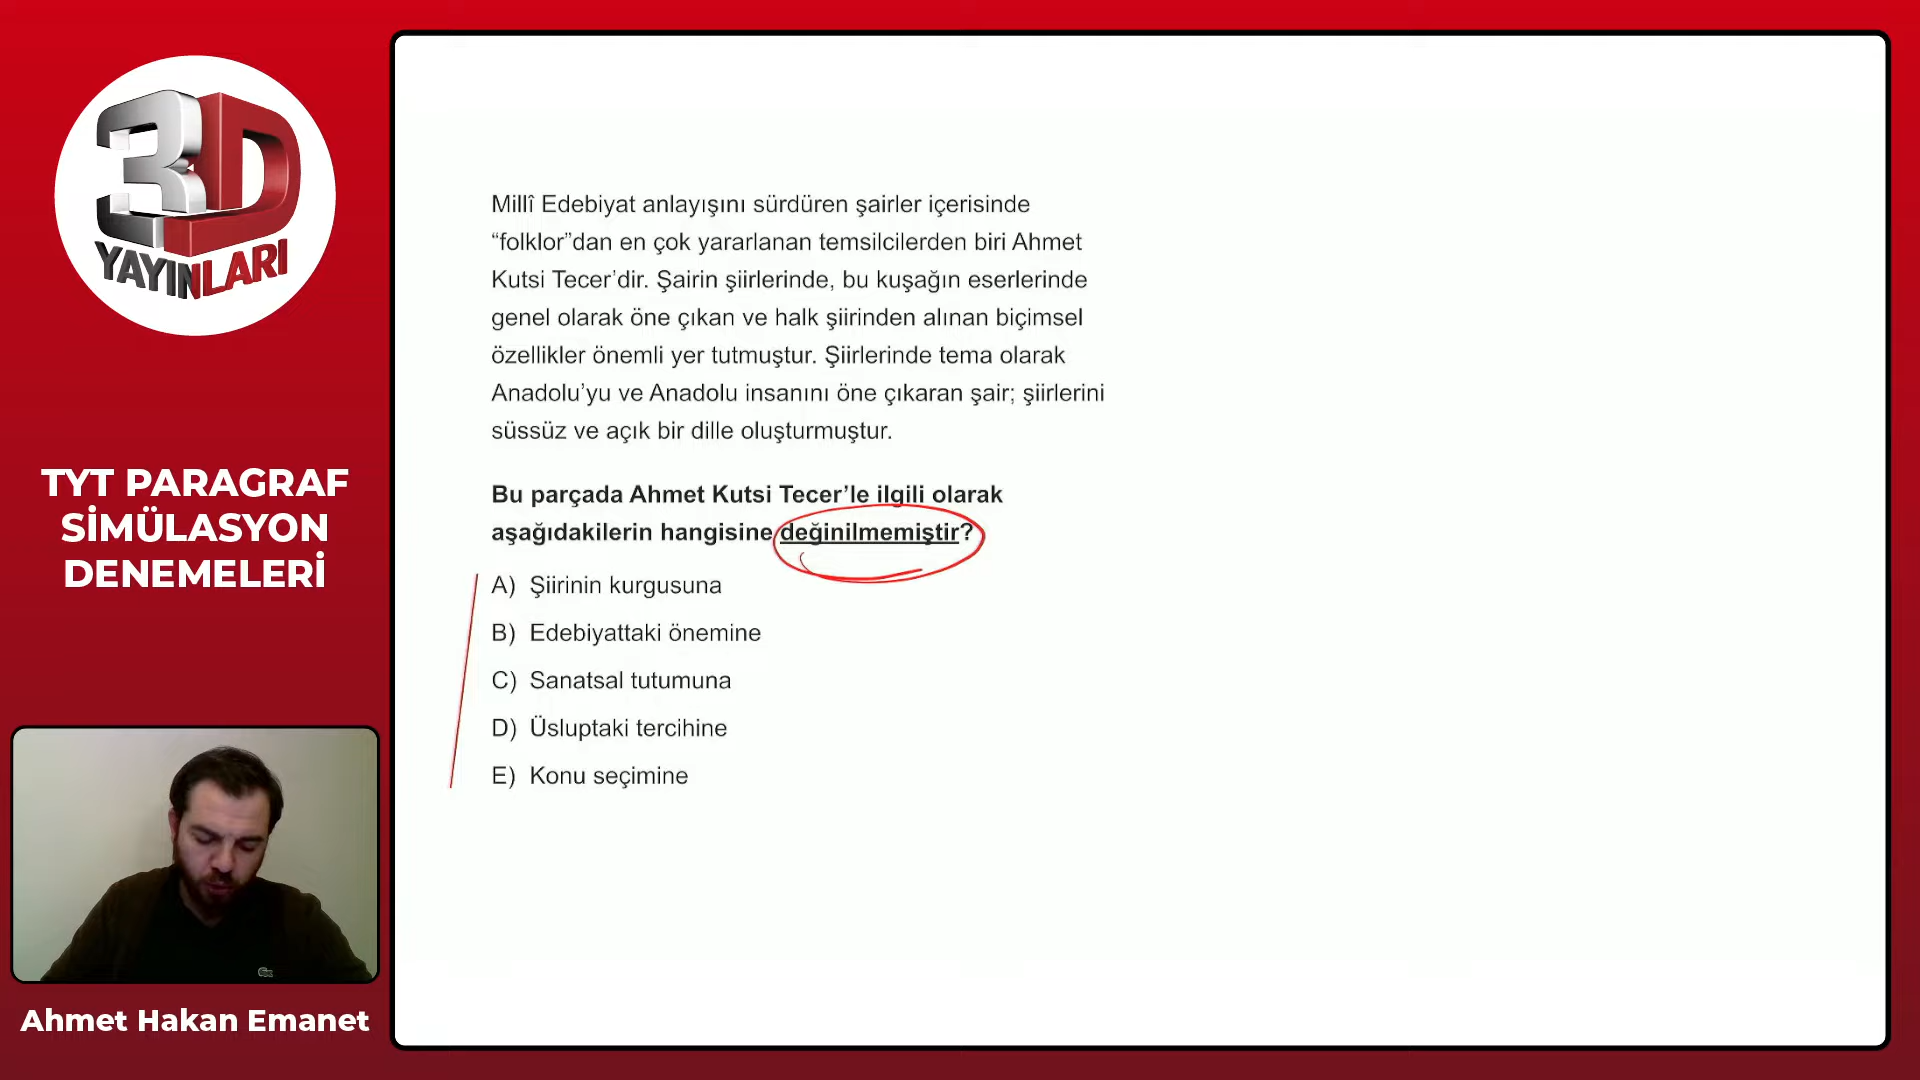 3D
YAYINLARI
TYT PARAGRAF
SİMÜLASYON
DENEMELERİ
Ahmet Hakan Emanet
Millî Edebiyat anlayışını sürdüren şairler içerisinde
“folklor”dan en çok yararlanan temsilcilerden biri Ahmet
Kutsi Tecer’dir. Şairin şiirlerinde, bu kuşağın eserlerinde
genel olarak öne çıkan ve halk şiirinden alınan biçimsel
özellikler önemli yer tutmuştur. Şiirlerinde tema olarak
Anadolu’yu ve Anadolu insanını öne çıkaran şair; şiirlerini
süssüz ve açık bir dille oluşturmuştur.
Bu parçada Ahmet Kutsi Tecer’le ilgili olarak
aşağıdakilerin hangisine değinilmemiştir?
A) Şiirinin kurgusuna
B) Edebiyattaki önemine
C) Sanatsal tutumuna
D) Üsluptaki tercihine
E) Konu seçimine